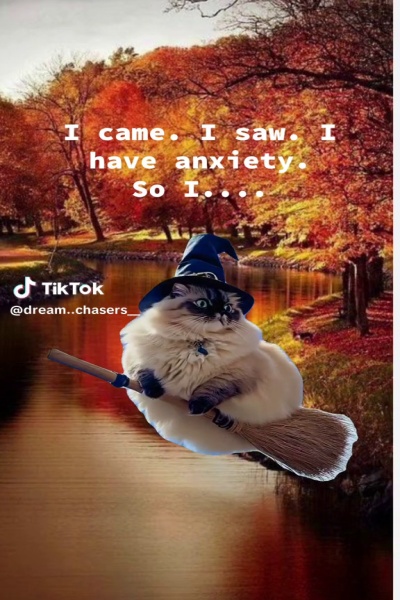 I came. I saw. I
have anxiety.
So I....
TikTok
@dream..chasers__